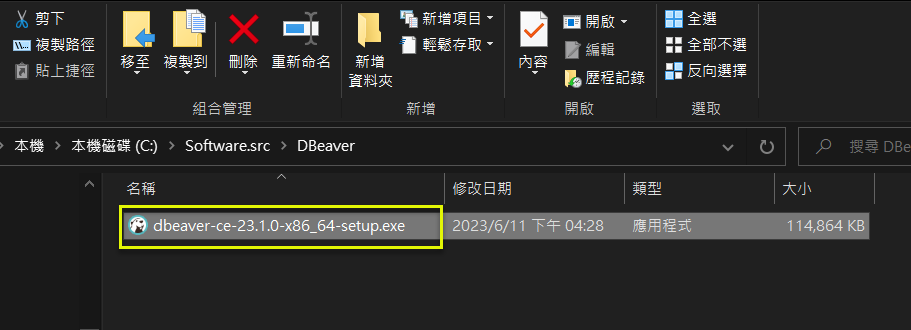 剪下
複製路徑
貼上捷徑
移至
複製到
刪除
重新命名
組合管理
新增
資料夾
新增項目
輕鬆存取
新增
內容
開啟
編輯
歷程記錄
開啟
全選
全部不選
反向選擇
選取
本機 > 本機磁碟 (C:) > Software.src > DBeaver
搜尋 DBe
名稱 修改日期 類型 大小
dbeaver-ce-23.1.0-x86_64-setup.exe 2023/6/11 下午 04:28 應用程式 114,864 KB